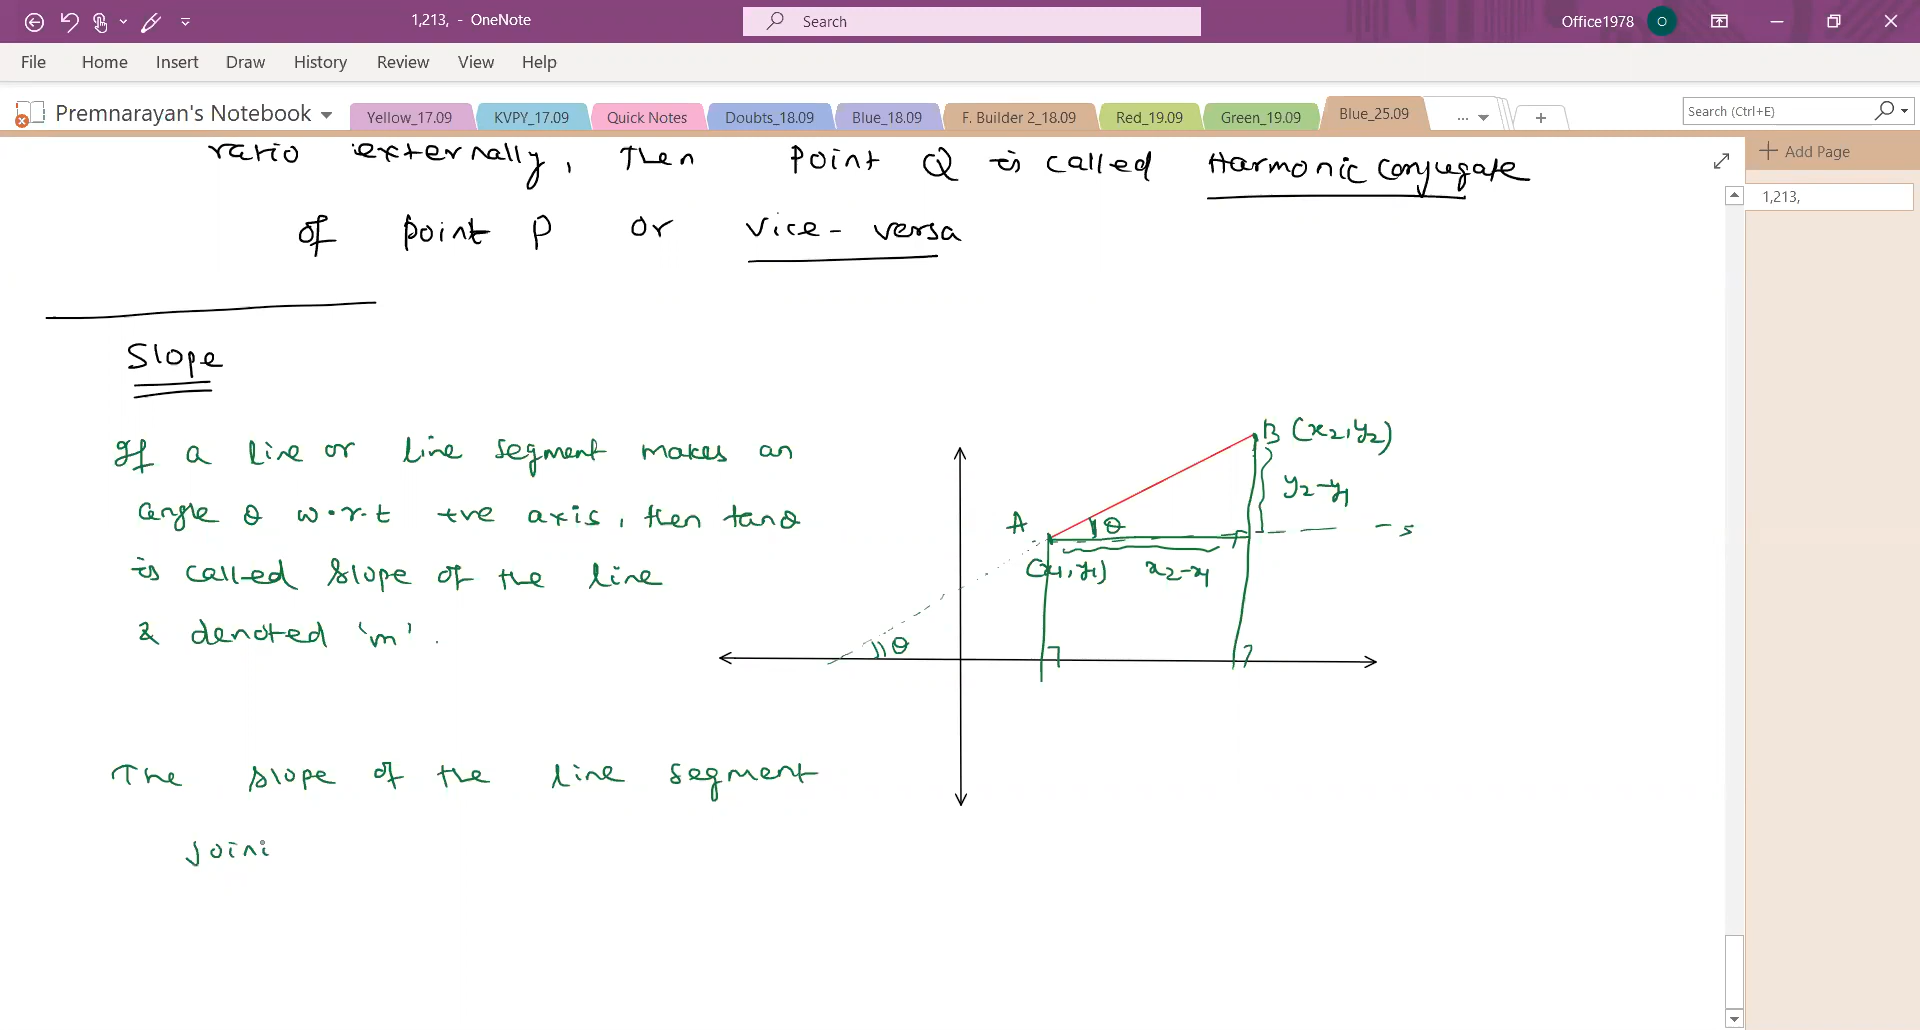 1,213, - OneNote
Search
Office1978
O
File Home Insert Draw History Review View Help
Premnarayan's Notebook
Yellow_17.09
KVPY_17.09
Quick Notes
Doubts_18.09
Blue_18.09
F. Builder 2_18.09
Red_19.09
Green_19.09
Blue_25.09
...
Search (Ctrl+E)
Add Page
1,213,
ratio externally, Then Point Q is called Harmonic conjugate
of point P or vice-versa
Slope
If a line or line segment makes an
angle θ w.r.t +ve axis, then tanθ
is called slope of the line
& denoted 'm'.
B (x₂,y₂)
y₂-y₁
A θ
(x₁,y₁) x₂-x₁
θ
The slope of the line segment
joini